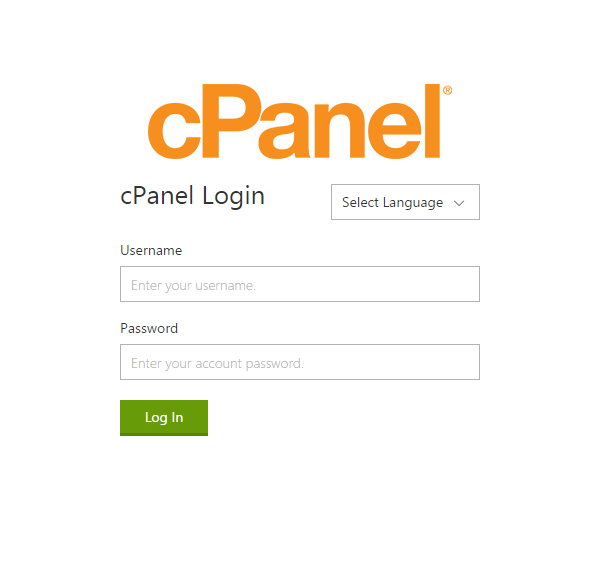 cPanel®
cPanel Login
Select Language
Username
Enter your username.
Password
Enter your account password.
Log In